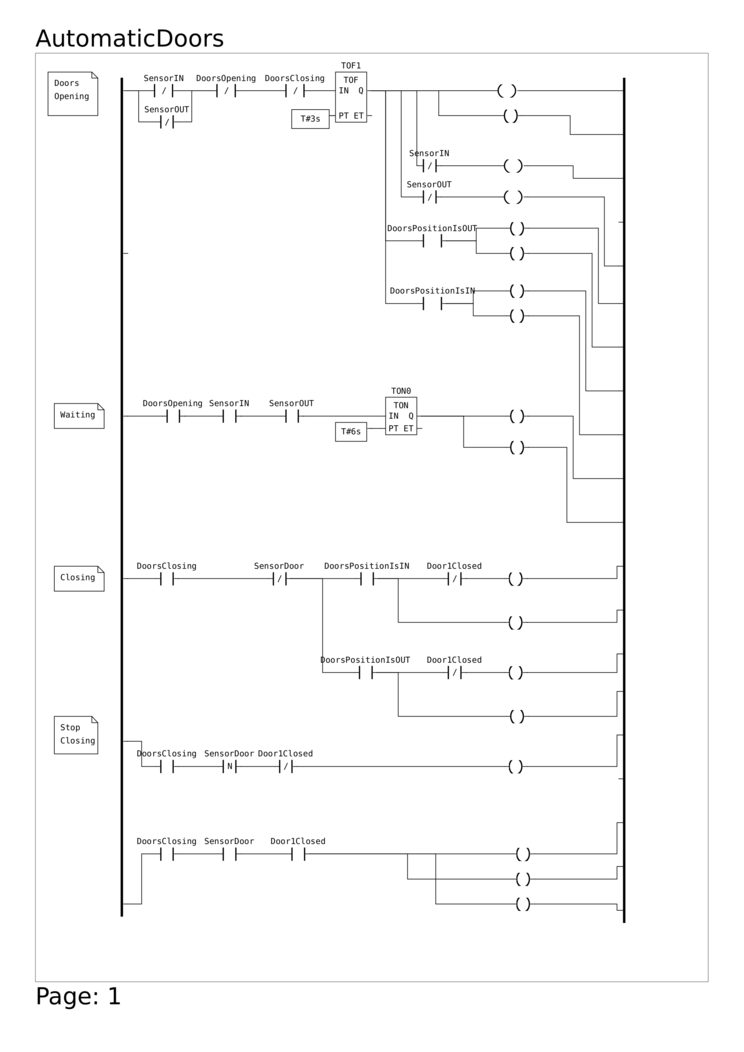 AutomaticDoors
TOF1
Doors
Opening
SensorIN DoorsOpening DoorsClosing
TOF
IN Q
SensorOUT
T#3s
PT ET
SensorIN
SensorOUT
DoorsPositionIsOUT
DoorsPositionIsIN
TON0
Waiting
DoorsOpening SensorIN SensorOUT
TON
IN Q
T#6s
PT ET
Closing
DoorsClosing SensorDoor DoorsPositionIsIN Door1Closed
DoorsPositionIsOUT Door1Closed
Stop
Closing
DoorsClosing SensorDoor Door1Closed
N
DoorsClosing SensorDoor Door1Closed
Page: 1